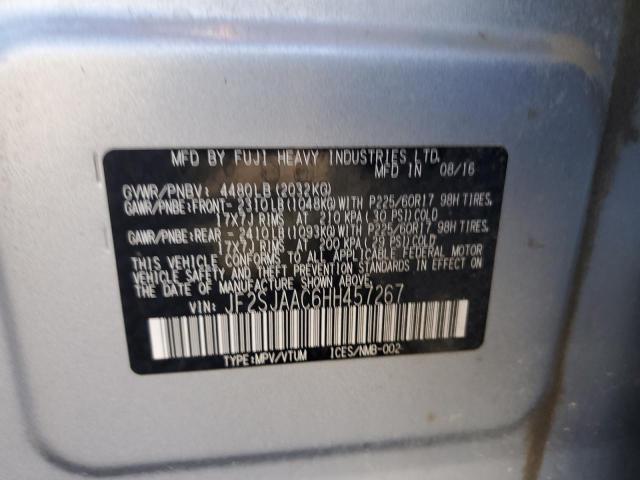 MFD BY FUJI HEAVY INDUSTRIES LTD.
MFD IN 08/16
GVWR/PNBV: 4480LB (2032KG)
GAWR/PNBE: FRONT- 2310LB (1048KG) WITH P225/60R17 98H TIRES,
17X7J RIMS AT 210 KPA (30 PSI) COLD
GAWR/PNBE: REAR - 2410LB (1093KG) WITH P225/60R17 98H TIRES,
17X7J RIMS AT 200 KPA (29 PSI) COLD
THIS VEHICLE CONFORMS TO ALL APPLICABLE FEDERAL MOTOR
VEHICLE SAFETY AND THEFT PREVENTION STANDARDS IN EFFECT ON
THE DATE OF MANUFACTURE SHOWN ABOVE.
VIN: JF2SJAAC6HH457267
TYPE:MPV/VTUM ICES/NMB-002